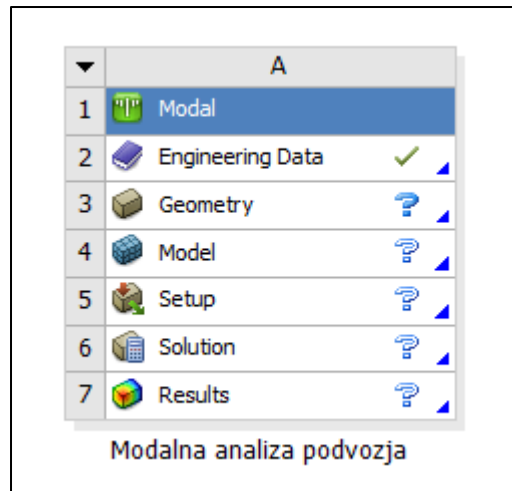 A
1 Modal
2 Engineering Data
3 Geometry
4 Model
5 Setup
6 Solution
7 Results
Modalna analiza podvozja